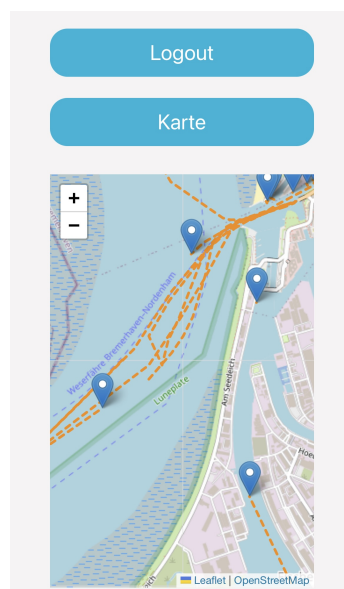 Logout
Karte
+
−
Weserfähre Bremerhaven-Nordenham
Luneplate
Am Seedeich
Leaflet | OpenStreetMap